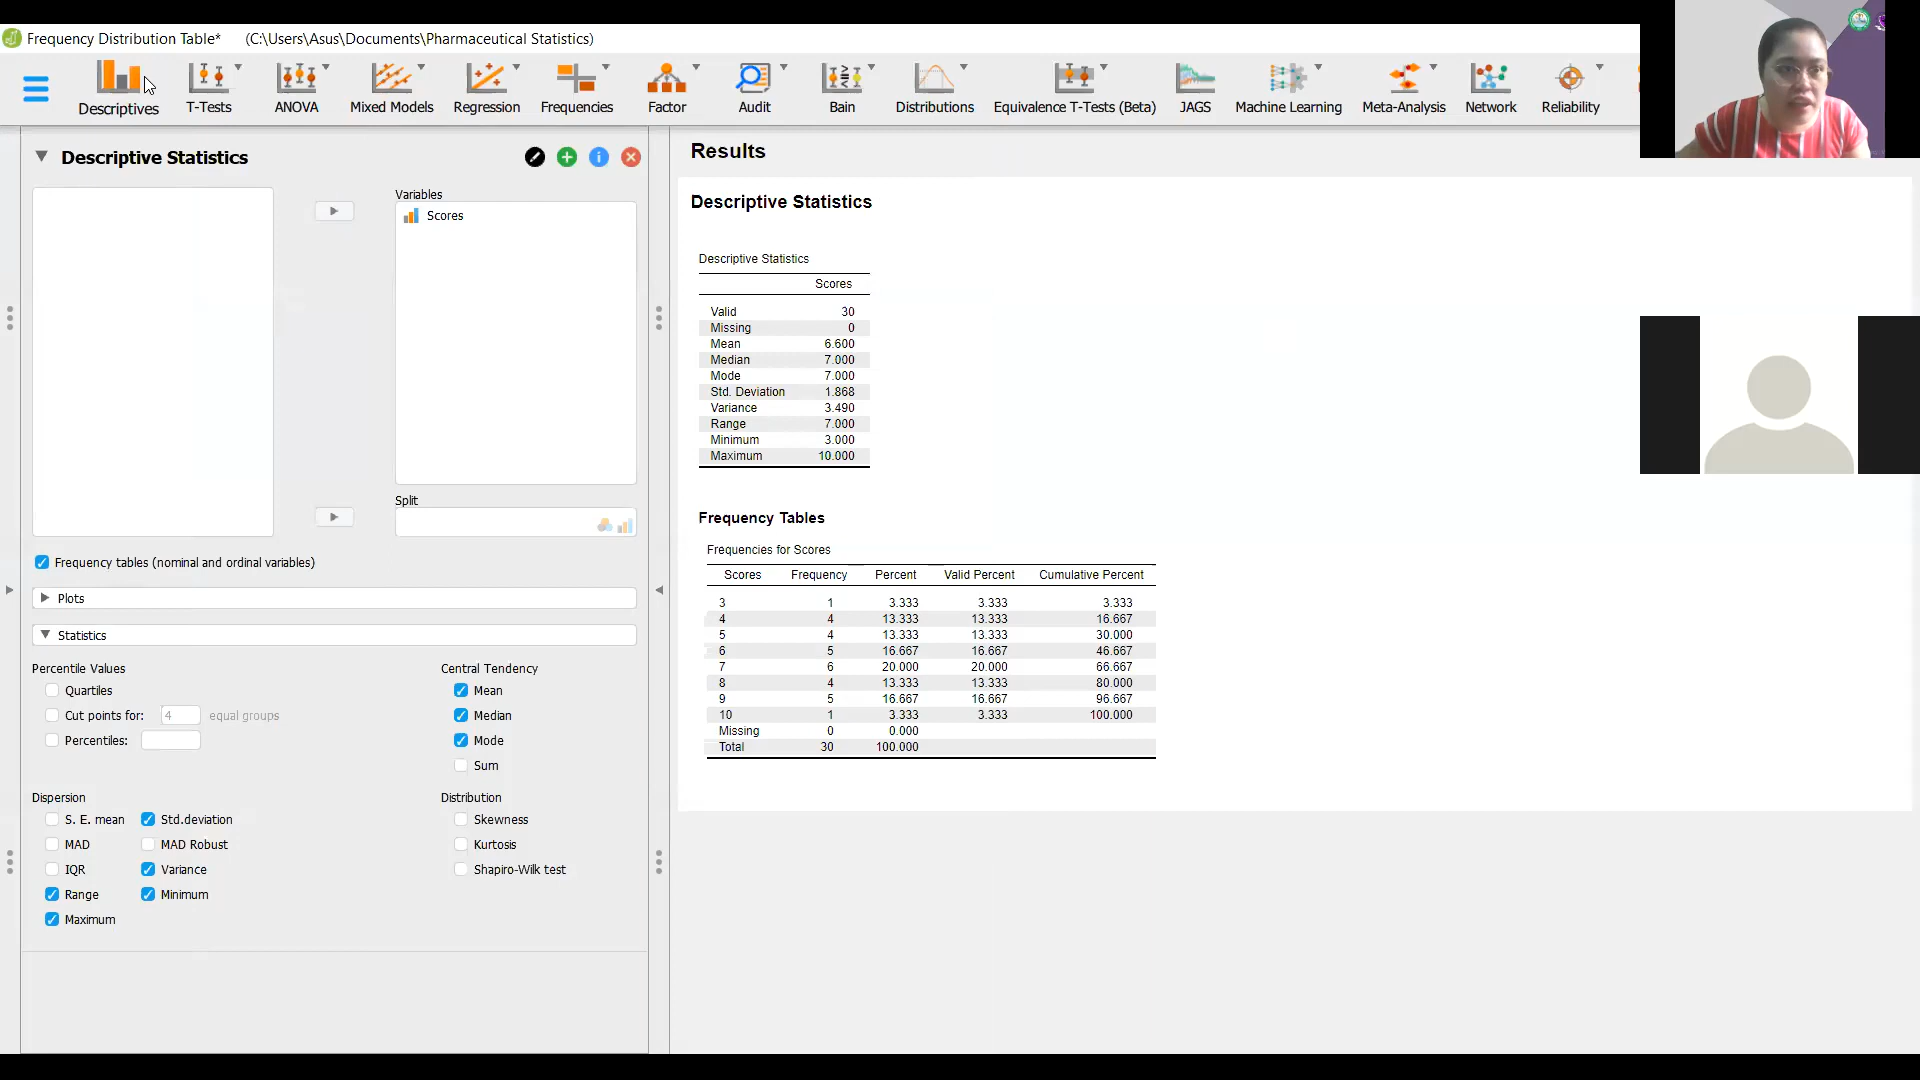 Frequency Distribution Table* (C:\Users\Asus\Documents\Pharmaceutical Statistics)
Descriptives T-Tests ANOVA Mixed Models Regression Frequencies Factor Audit Bain Distributions Equivalence T-Tests (Beta) JAGS Machine Learning Meta-Analysis Network Reliability
Descriptive Statistics
Variables
Scores
Split
Frequency tables (nominal and ordinal variables)
Plots
Statistics
Percentile Values
Quartiles
Cut points for: 4 equal groups
Percentiles:
Central Tendency
Mean
Median
Mode
Sum
Dispersion
S. E. mean Std.deviation
MAD MAD Robust
IQR Variance
Range Minimum
Maximum
Distribution
Skewness
Kurtosis
Shapiro-Wilk test
Results
Descriptive Statistics
Descriptive Statistics
Scores
Valid 30
Missing 0
Mean 6.600
Median 7.000
Mode 7.000
Std. Deviation 1.868
Variance 3.490
Range 7.000
Minimum 3.000
Maximum 10.000
Frequency Tables
Frequencies for Scores
Scores Frequency Percent Valid Percent Cumulative Percent
3 1 3.333 3.333 3.333
4 4 13.333 13.333 16.667
5 4 13.333 13.333 30.000
6 5 16.667 16.667 46.667
7 6 20.000 20.000 66.667
8 4 13.333 13.333 80.000
9 5 16.667 16.667 96.667
10 1 3.333 3.333 100.000
Missing 0 0.000
Total 30 100.000